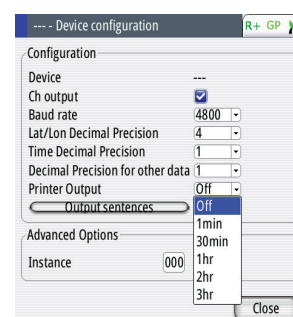 --- - Device configuration
R+ GP
Configuration
Device ---
Ch output
Baud rate 4800
Lat/Lon Decimal Precision 4
Time Decimal Precision 1
Decimal Precision for other data 1
Printer Output Off
Output sentences
Off
1min
30min
1hr
2hr
3hr
Advanced Options
Instance 000
Close